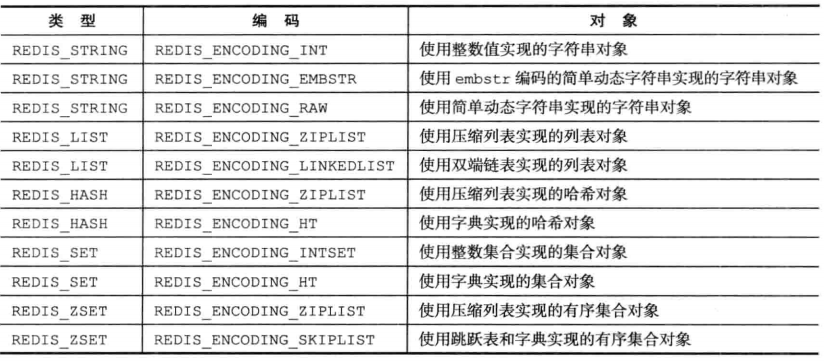 类 型 编 码 对 象
REDIS_STRING REDIS_ENCODING_INT 使用整数值实现的字符串对象
REDIS_STRING REDIS_ENCODING_EMBSTR 使用 embstr 编码的简单动态字符串实现的字符串对象
REDIS_STRING REDIS_ENCODING_RAW 使用简单动态字符串实现的字符串对象
REDIS_LIST REDIS_ENCODING_ZIPLIST 使用压缩列表实现的列表对象
REDIS_LIST REDIS_ENCODING_LINKEDLIST 使用双端链表实现的列表对象
REDIS_HASH REDIS_ENCODING_ZIPLIST 使用压缩列表实现的哈希对象
REDIS_HASH REDIS_ENCODING_HT 使用字典实现的哈希对象
REDIS_SET REDIS_ENCODING_INTSET 使用整数集合实现的集合对象
REDIS_SET REDIS_ENCODING_HT 使用字典实现的集合对象
REDIS_ZSET REDIS_ENCODING_ZIPLIST 使用压缩列表实现的有序集合对象
REDIS_ZSET REDIS_ENCODING_SKIPLIST 使用跳跃表和字典实现的有序集合对象